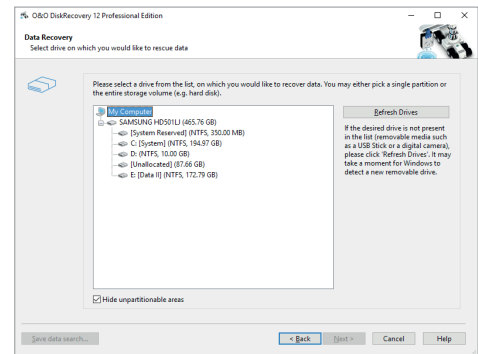 O&O DiskRecovery 12 Professional Edition
Data Recovery
Select drive on which you would like to rescue data
Please select a drive from the list, on which you would like to recover data. You may either pick a single partition or
the entire storage volume (e.g. hard disk).
My Computer
SAMSUNG HD501LJ (465.76 GB)
[System Reserved] (NTFS, 350.00 MB)
C: [System] (NTFS, 194.97 GB)
D: (NTFS, 10.00 GB)
[Unallocated] (87.66 GB)
E: [Data II] (NTFS, 172.79 GB)
Refresh Drives
If the desired drive is not present
in the list (removable media such
as a USB Stick or a digital camera),
please click 'Refresh Drives'. It may
take a moment for Windows to
detect a new removable drive.
Hide unpartitionable areas
Save data search...
< Back
Next >
Cancel
Help